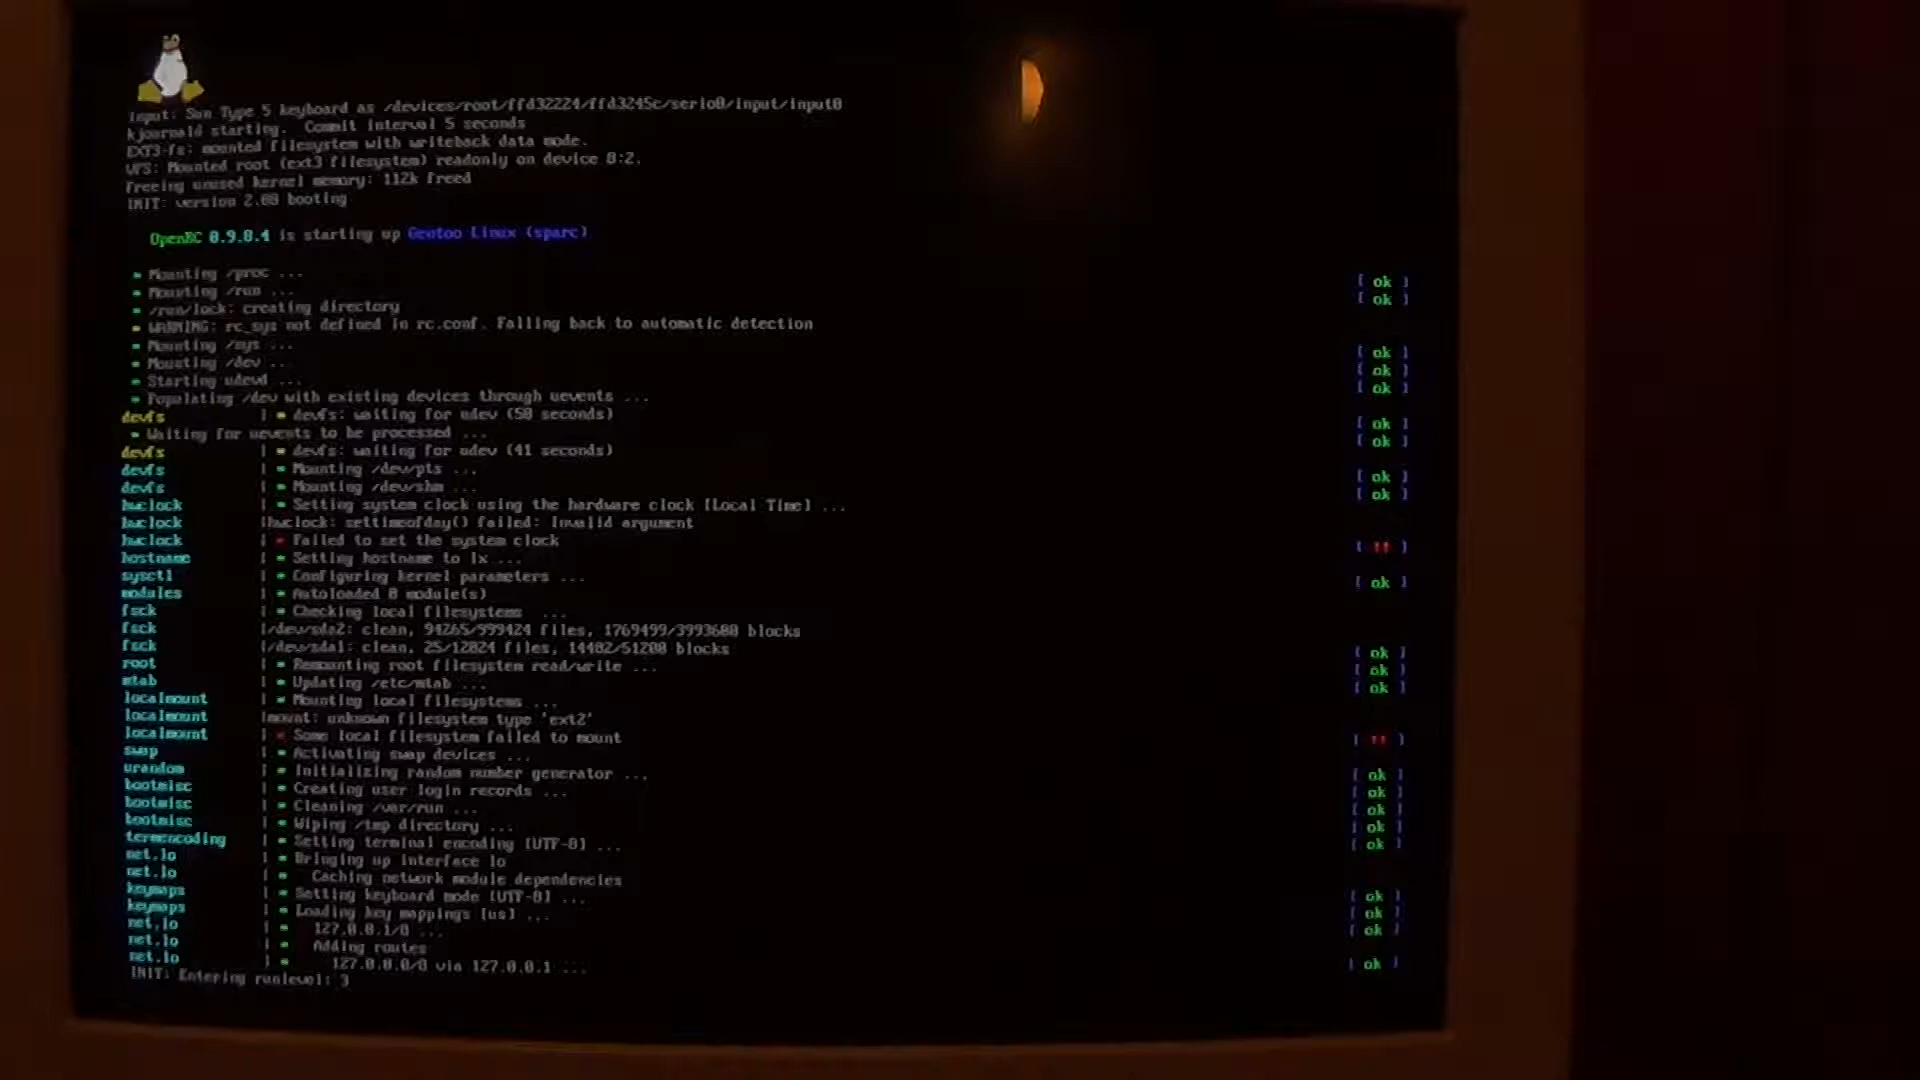 input: Sun Type 5 keyboard as /devices/root/ffd32224/ffd3245c/serio0/input/input0
kjournald starting.  Commit interval 5 seconds
EXT3-fs: mounted filesystem with writeback data mode.
VFS: Mounted root (ext3 filesystem) readonly on device 8:2.
Freeing unused kernel memory: 112k freed
INIT: version 2.88 booting
OpenRC 0.9.8.4 is starting up Gentoo Linux (sparc)
* Mounting /proc ... [ ok ]
* Mounting /run ... [ ok ]
* /run/lock: creating directory
* WARNING: rc_sys not defined in rc.conf. Falling back to automatic detection
* Mounting /sys ... [ ok ]
* Mounting /dev ... [ ok ]
* Starting udevd ... [ ok ]
* Populating /dev with existing devices through uevents ... [ ok ]
devfs | * devfs: waiting for udev (50 seconds)
* Waiting for uevents to be processed ... [ ok ]
devfs | * devfs: waiting for udev (41 seconds)
devfs | * Mounting /dev/pts ... [ ok ]
devfs | * Mounting /dev/shm ... [ ok ]
hwclock | * Setting system clock using the hardware clock [Local Time] ...
hwclock |hwclock: settimeofday() failed: Invalid argument
hwclock | * Failed to set the system clock [ !! ]
hostname | * Setting hostname to lx ...
sysctl | * Configuring kernel parameters ... [ ok ]
modules | * Autoloaded 0 module(s)
fsck | * Checking local filesystems  ...
fsck |/dev/sda2: clean, 94265/999424 files, 1769499/3993600 blocks
fsck |/dev/sda1: clean, 25/12824 files, 14482/51200 blocks [ ok ]
root | * Remounting root filesystem read/write ... [ ok ]
mtab | * Updating /etc/mtab ... [ ok ]
localmount | * Mounting local filesystems ...
localmount |mount: unknown filesystem type 'ext2'
localmount | * Some local filesystem failed to mount [ !! ]
swap | * Activating swap devices ... [ ok ]
urandom | * Initializing random number generator ... [ ok ]
bootmisc | * Creating user login records ... [ ok ]
bootmisc | * Cleaning /var/run ... [ ok ]
bootmisc | * Wiping /tmp directory ... [ ok ]
termencoding | * Setting terminal encoding [UTF-8] ...
net.lo | * Bringing up interface lo
net.lo | *   Caching network module dependencies
keymaps | * Setting keyboard mode [UTF-8] ... [ ok ]
keymaps | * Loading key mappings [us] ... [ ok ]
net.lo | *   127.0.0.1/8 ... [ ok ]
net.lo | *   Adding routes
net.lo | *     127.0.0.0/8 via 127.0.0.1 ... [ ok ]
INIT: Entering runlevel: 3